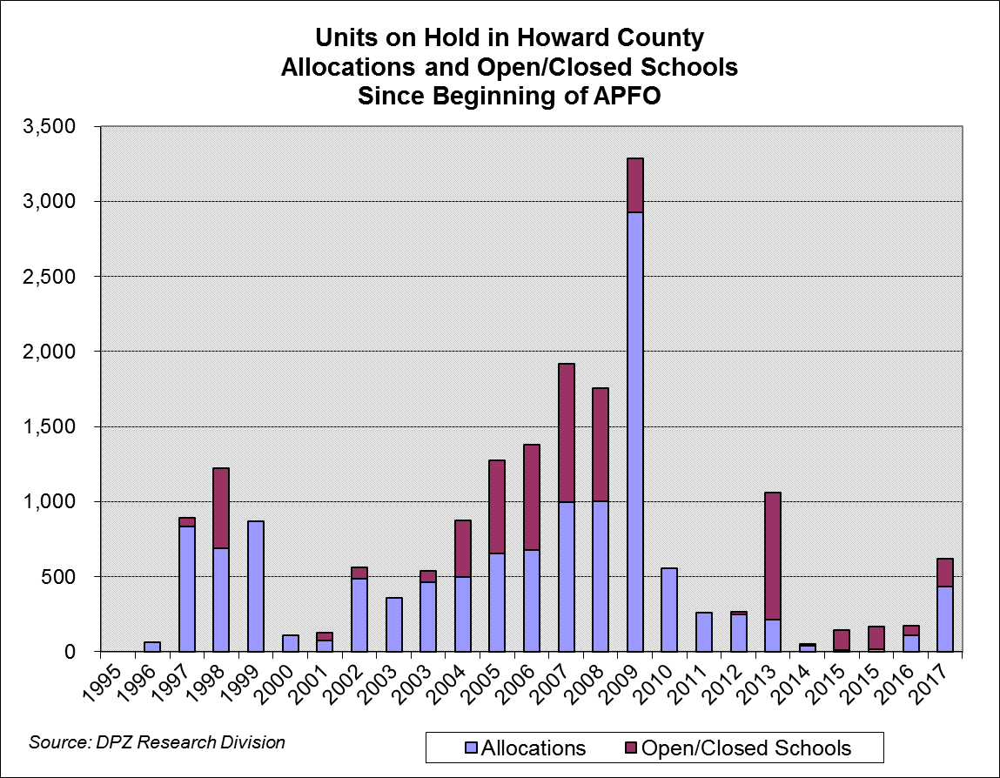 Units on Hold in Howard County
Allocations and Open/Closed Schools
Since Beginning of APFO
3,500
3,000
2,500
2,000
1,500
1,000
500
0
1995 1996 1997 1998 1999 2000 2001 2002 2003 2003 2004 2005 2006 2007 2008 2009 2010 2011 2012 2013 2014 2015 2015 2016 2017
Source: DPZ Research Division
Allocations Open/Closed Schools